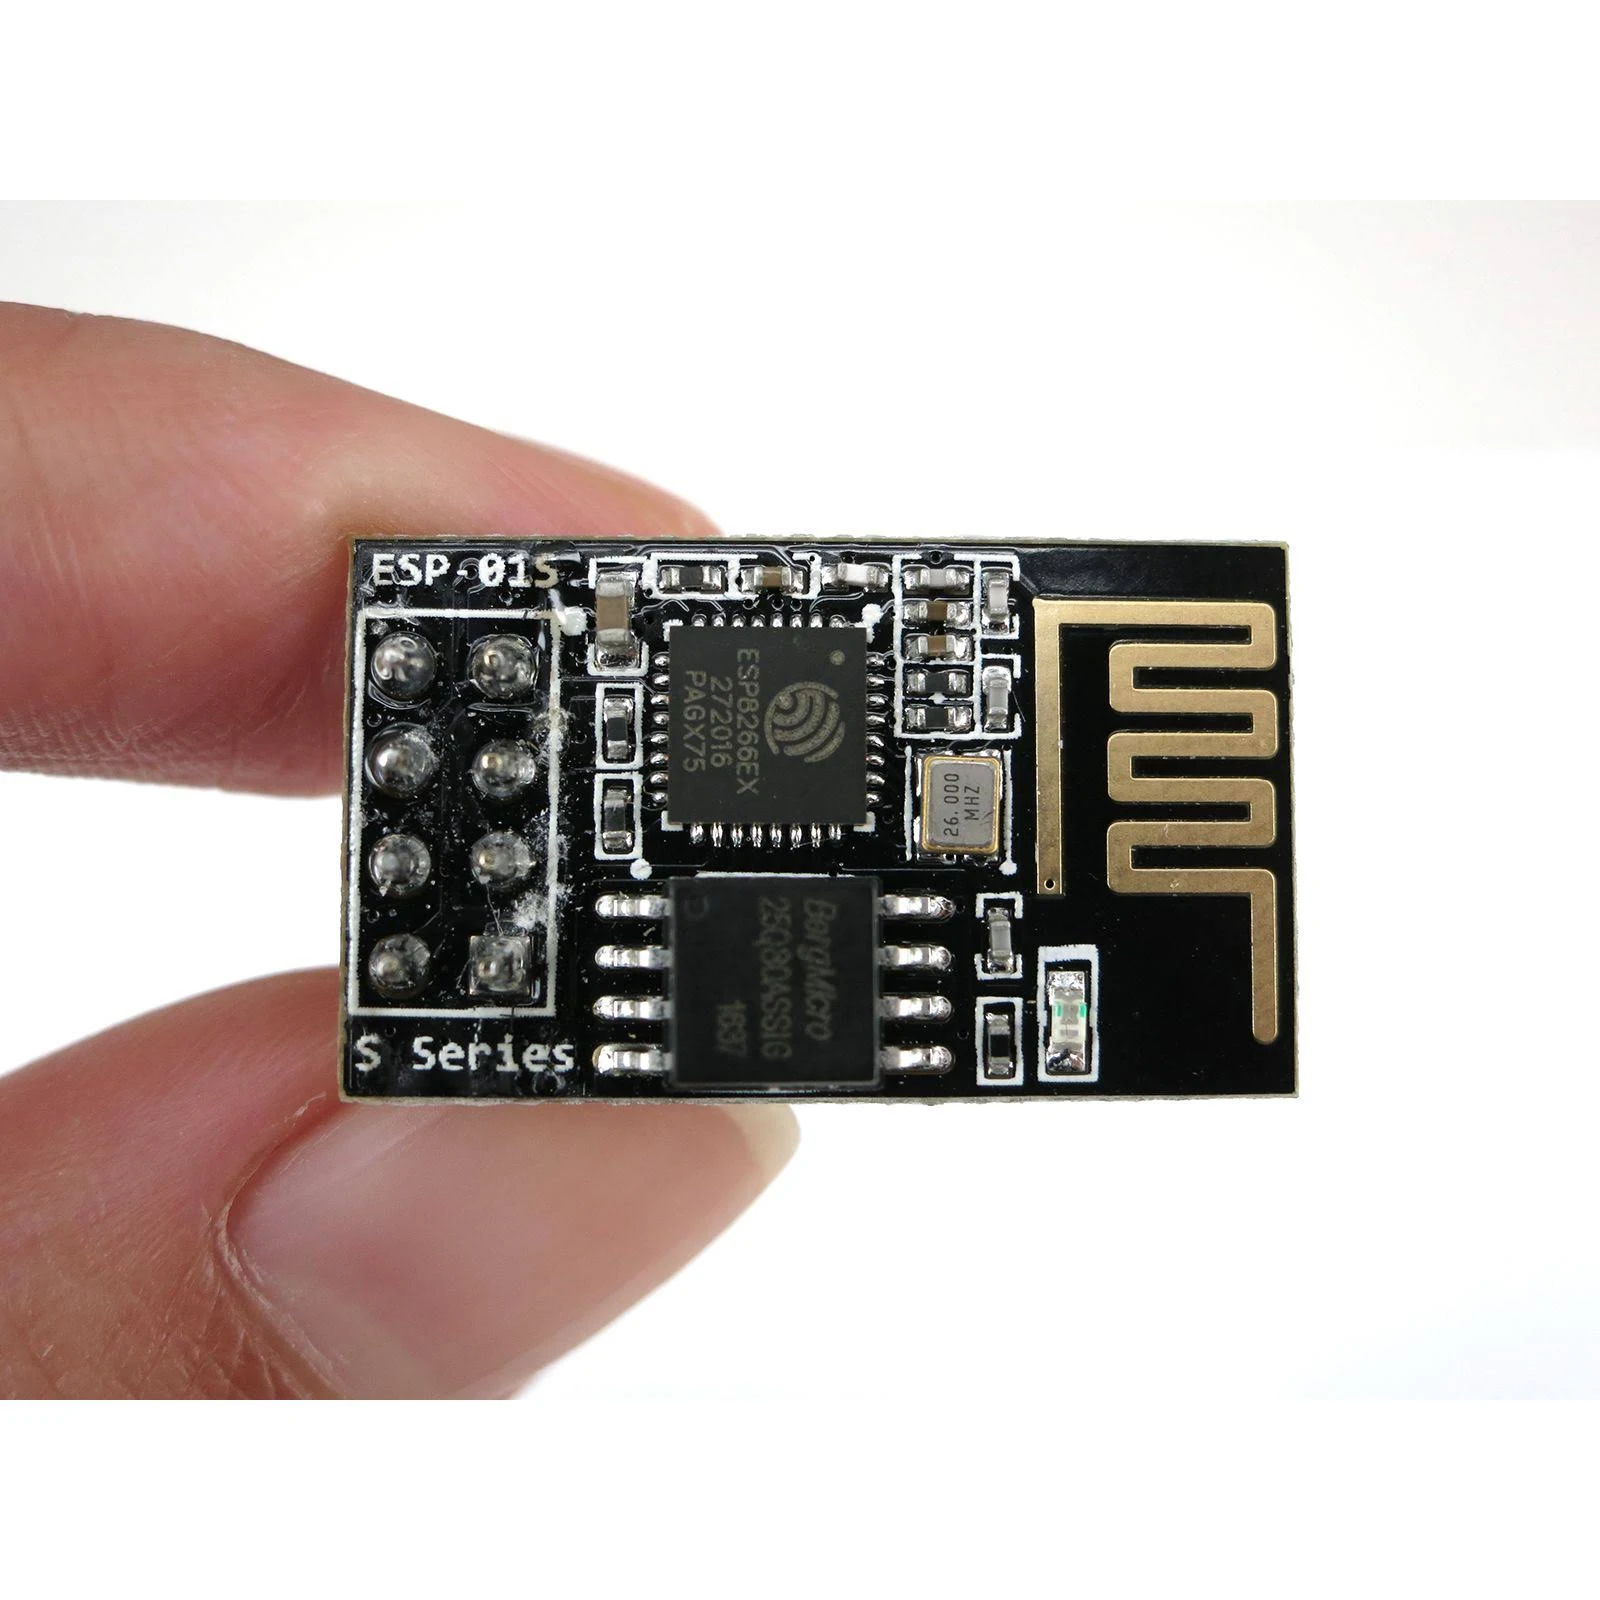 ESP-01S
ESP8266EX
272016
PAGX75
26.000
MHZ
BergMicro
25Q80ASSIG
1637
S Series